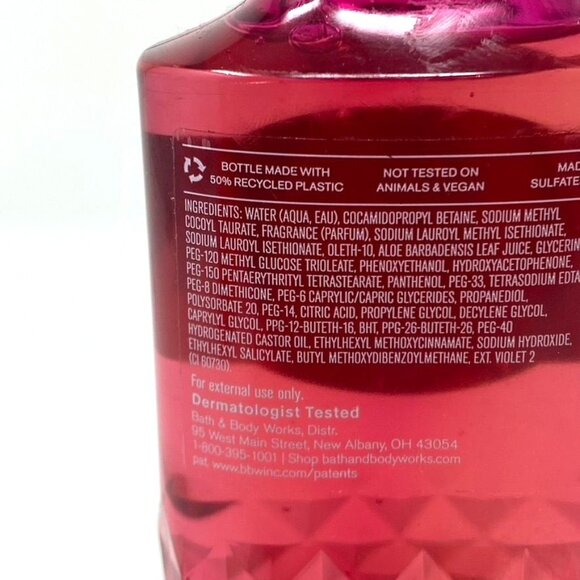 BOTTLE MADE WITH
50% RECYCLED PLASTIC
NOT TESTED ON
ANIMALS & VEGAN
MAD
SULFATE
INGREDIENTS: WATER (AQUA, EAU), COCAMIDOPROPYL BETAINE, SODIUM METHYL
COCOYL TAURATE, FRAGRANCE (PARFUM), SODIUM LAUROYL METHYL ISETHIONATE,
SODIUM LAUROYL ISETHIONATE, OLETH-10, ALOE BARBADENSIS LEAF JUICE, GLYCERIN
PEG-120 METHYL GLUCOSE TRIOLEATE, PHENOXYETHANOL, HYDROXYACETOPHENONE,
PEG-150 PENTAERYTHRITYL TETRASTEARATE, PANTHENOL, PEG-33, TETRASODIUM EDTA
PEG-8 DIMETHICONE, PEG-6 CAPRYLIC/CAPRIC GLYCERIDES, PROPANEDIOL,
POLYSORBATE 20, PEG-14, CITRIC ACID, PROPYLENE GLYCOL, DECYLENE GLYCOL,
CAPRYLYL GLYCOL, PPG-12-BUTETH-16, BHT, PPG-26-BUTETH-26, PEG-40
HYDROGENATED CASTOR OIL, ETHYLHEXYL METHOXYCINNAMATE, SODIUM HYDROXIDE,
ETHYLHEXYL SALICYLATE, BUTYL METHOXYDIBENZOYLMETHANE, EXT. VIOLET 2
(CI 60730)
For external use only.
Dermatologist Tested
Bath & Body Works, Distr.
95 West Main Street, New Albany, OH 43054
1-800-395-1001 | Shop bathandbodyworks.com
pat. www.bbwinc.com/patents